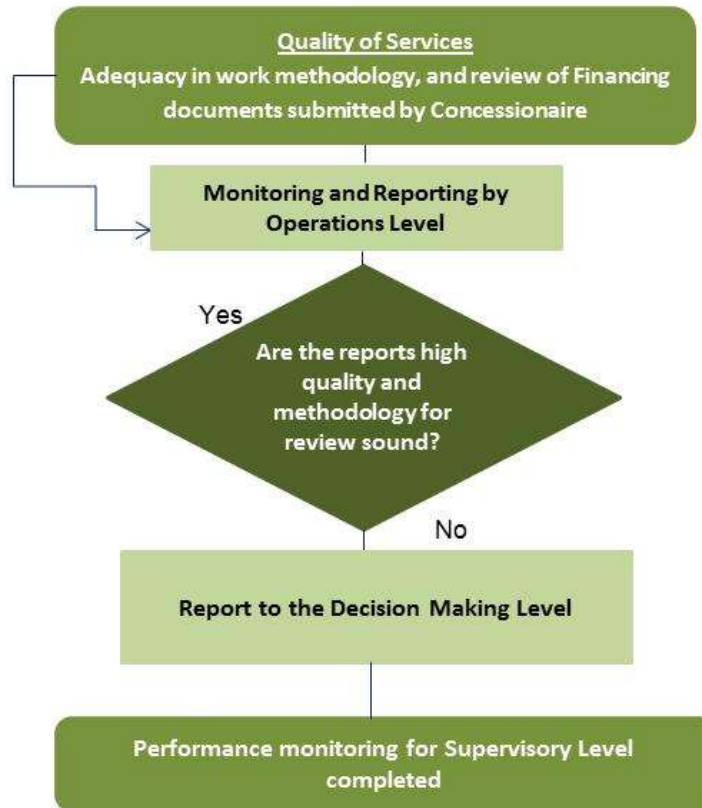 Quality of Services
Adequacy in work methodology, and review of Financing
documents submitted by Concessionaire
Monitoring and Reporting by
Operations Level
Yes
Are the reports high
quality and
methodology for
review sound?
No
Report to the Decision Making Level
Performance monitoring for Supervisory Level
completed